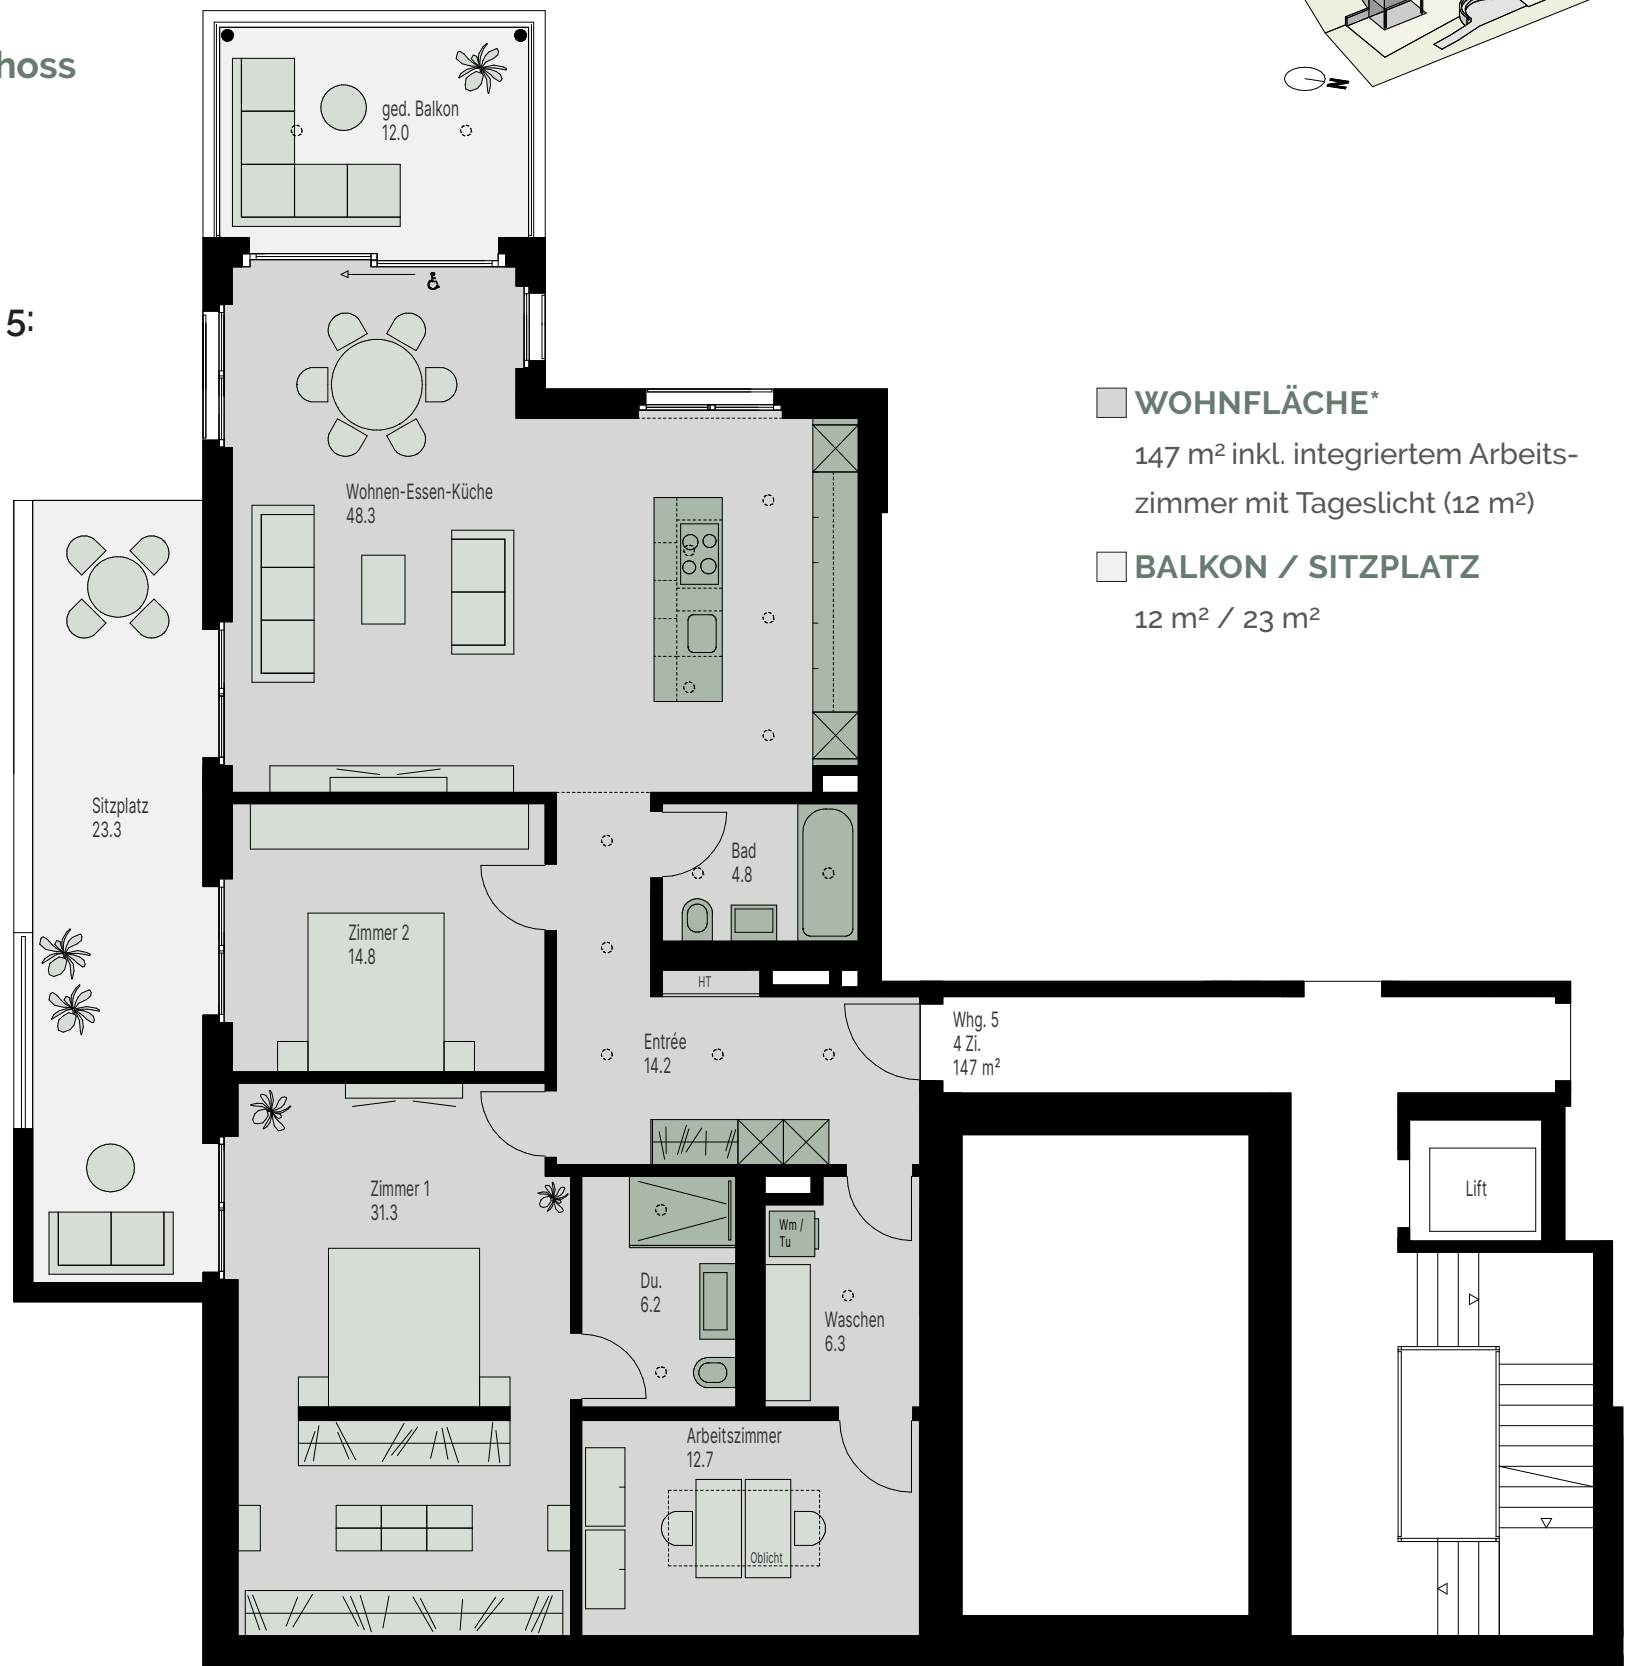 hoss
5:
N
ged. Balkon
12.0
WOHNFLÄCHE*
147 m² inkl. integriertem Arbeits-
zimmer mit Tageslicht (12 m²)
BALKON / SITZPLATZ
12 m² / 23 m²
Wohnen-Essen-Küche
48.3
Sitzplatz
23.3
Bad
4.8
Zimmer 2
14.8
HT
Entrée
14.2
Whg. 5
4 Zi.
147 m²
Zimmer 1
31.3
Lift
Wm /
Tu
Du.
6.2
Waschen
6.3
Arbeitszimmer
12.7
Oblicht